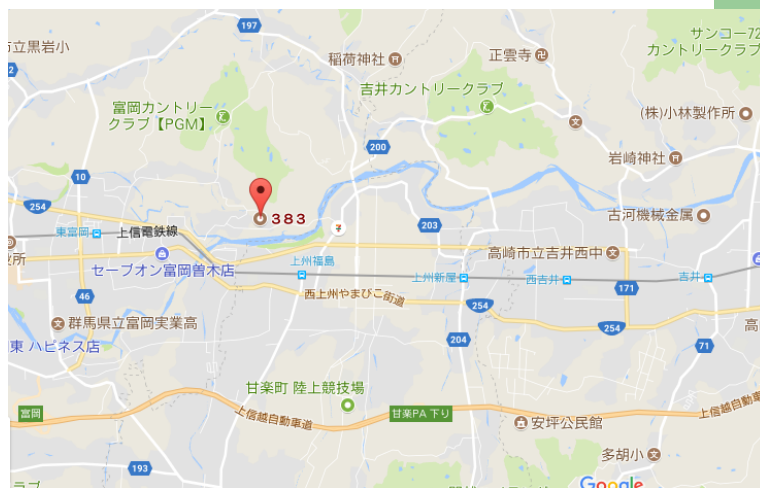 197
サンコー72
カントリークラブ
市立黒岩小
稲荷神社
正雲寺
吉井カントリークラブ
富岡カントリー
クラブ【PGM】
(株)小林製作所
200
岩崎神社
10
254
383
203
古河機械金属
東富岡
上信電鉄線
高崎市立吉井西中
セーブオン富岡曽木店
上州福島
上州新屋
西吉井
吉井
171
46
西上州やまびこ街道
254
254
群馬県立富岡実業高
高
東 ハピネス店
204
71
甘楽町 陸上競技場
富岡
上信越自動車道
甘楽PA 下り
安坪公民館
上信越自動車
多胡小
193
Google